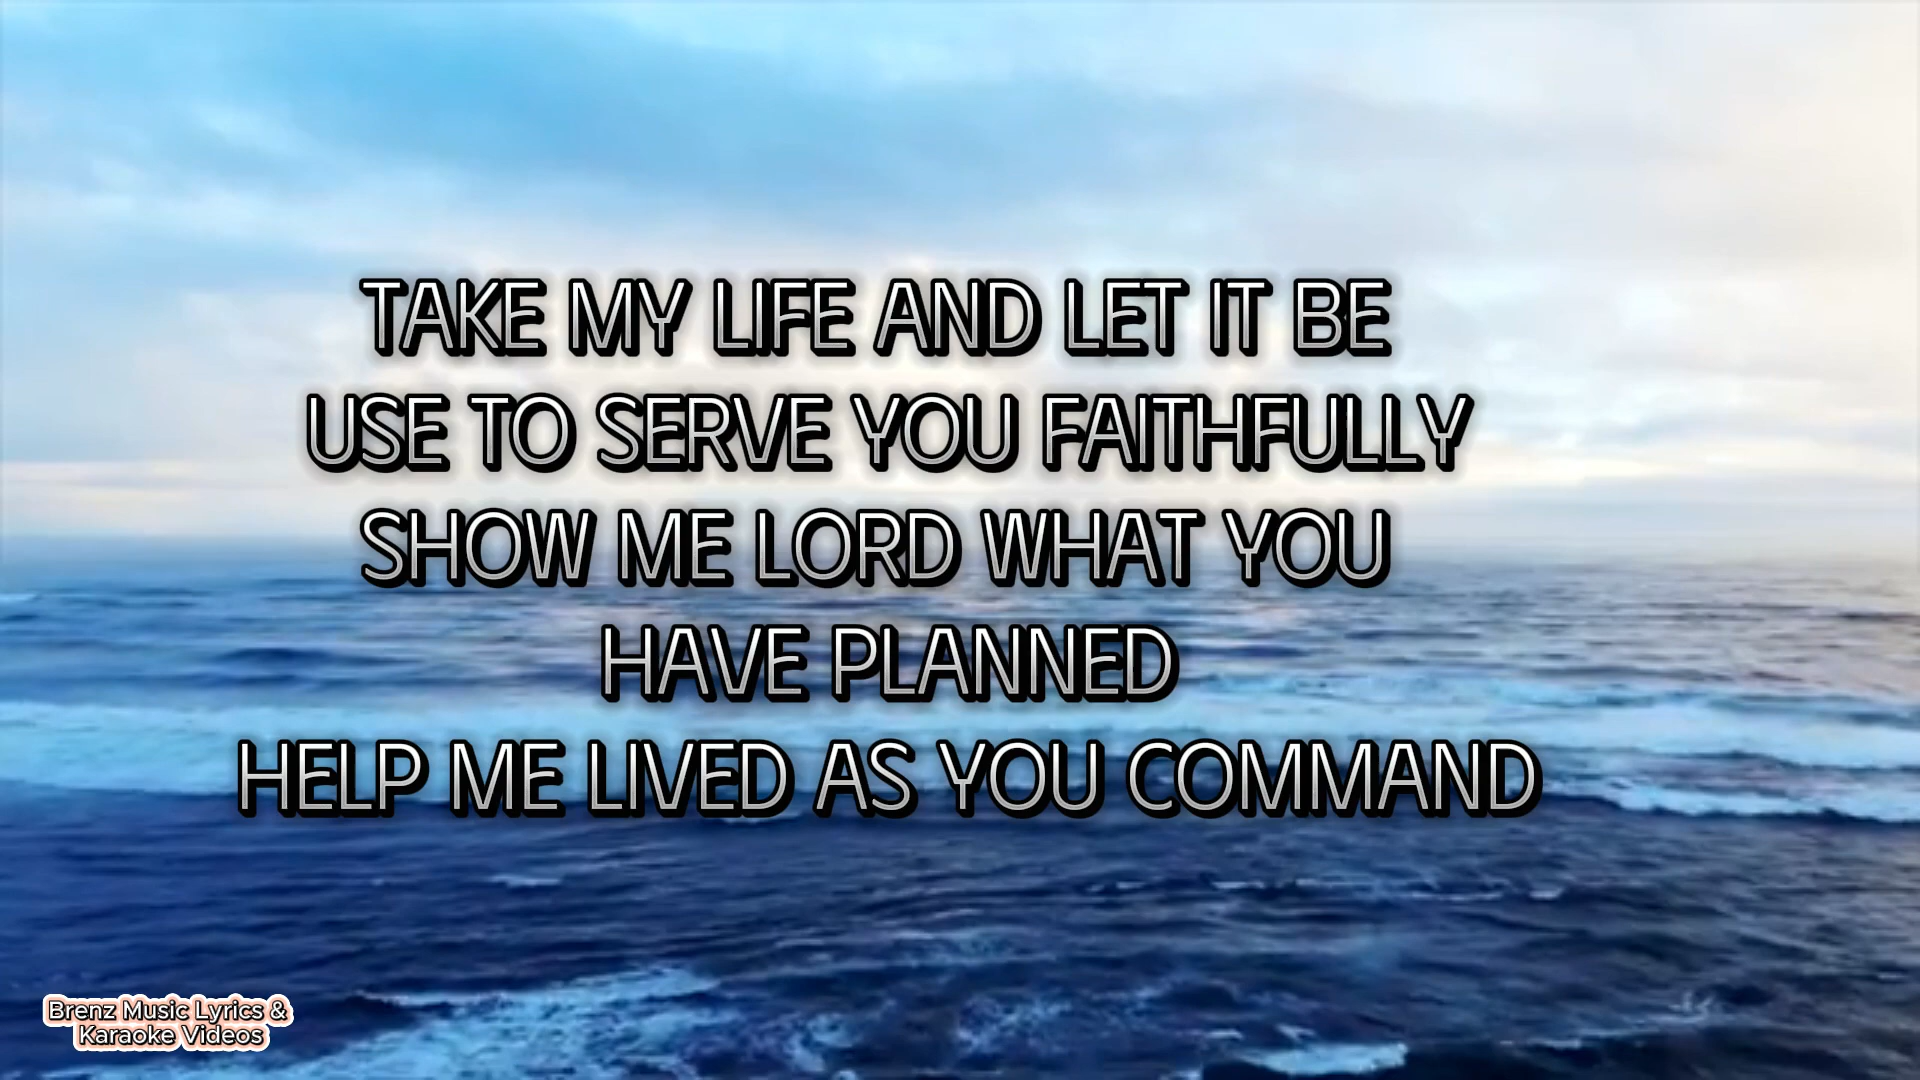 TAKE MY LIFE AND LET IT BE
USE TO SERVE YOU FAITHFULLY
SHOW ME LORD WHAT YOU
HAVE PLANNED
HELP ME LIVED AS YOU COMMAND
Brenz Music Lyrics &
Karaoke Videos